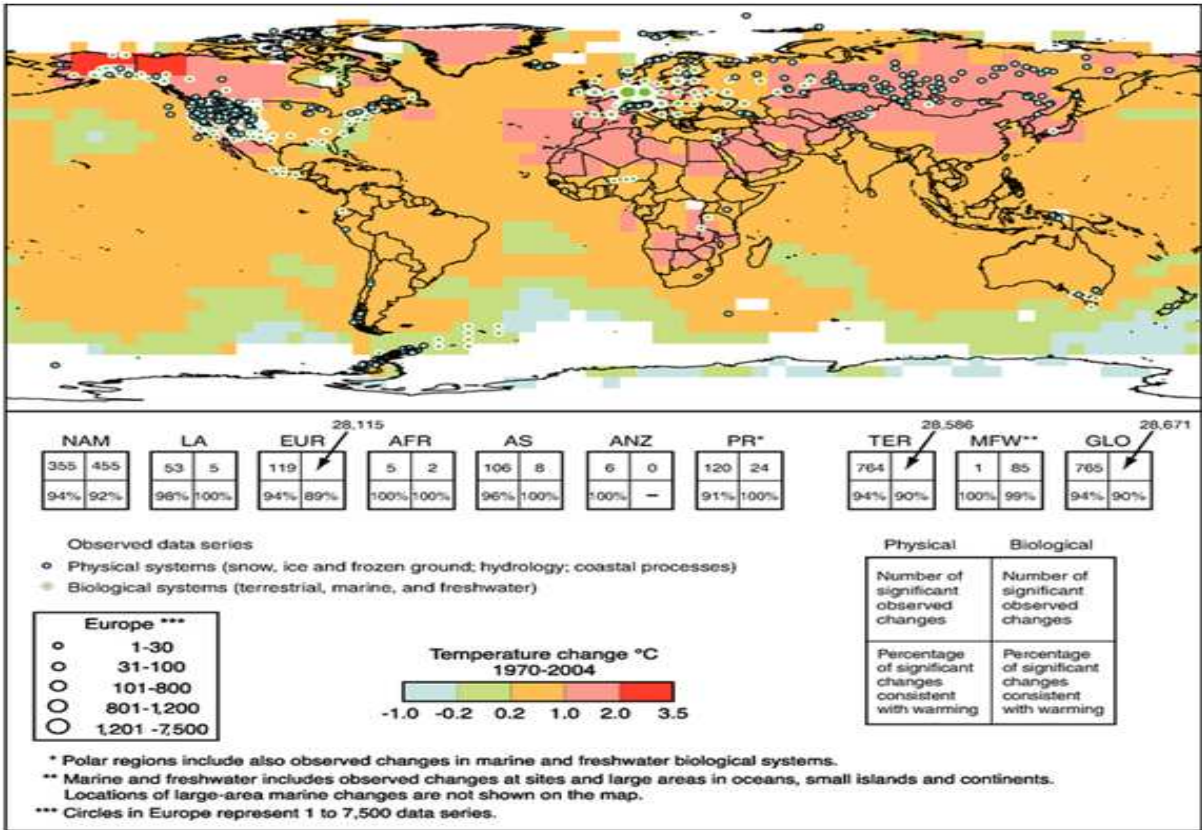 28,115 28,586 28,671
NAM LA EUR AFR AS ANZ PR* TER MFW** GLO
355 455 53 5 119 5 2 106 8 6 0 120 24 764 1 85 765
94% 92% 98% 100% 94% 89% 100% 100% 96% 100% 100% – 91% 100% 94% 90% 100% 99% 94% 90%
Observed data series
Physical systems (snow, ice and frozen ground; hydrology; coastal processes)
Biological systems (terrestrial, marine, and freshwater)
Europe ***
1-30
31-100
101-800
801-1,200
1,201 -7,500
Temperature change °C
1970-2004
-1.0 -0.2 0.2 1.0 2.0 3.5
Physical Biological
Number of Number of
significant significant
observed observed
changes changes
Percentage Percentage
of significant of significant
changes changes
consistent consistent
with warming with warming
* Polar regions include also observed changes in marine and freshwater biological systems.
** Marine and freshwater includes observed changes at sites and large areas in oceans, small islands and continents.
Locations of large-area marine changes are not shown on the map.
*** Circles in Europe represent 1 to 7,500 data series.